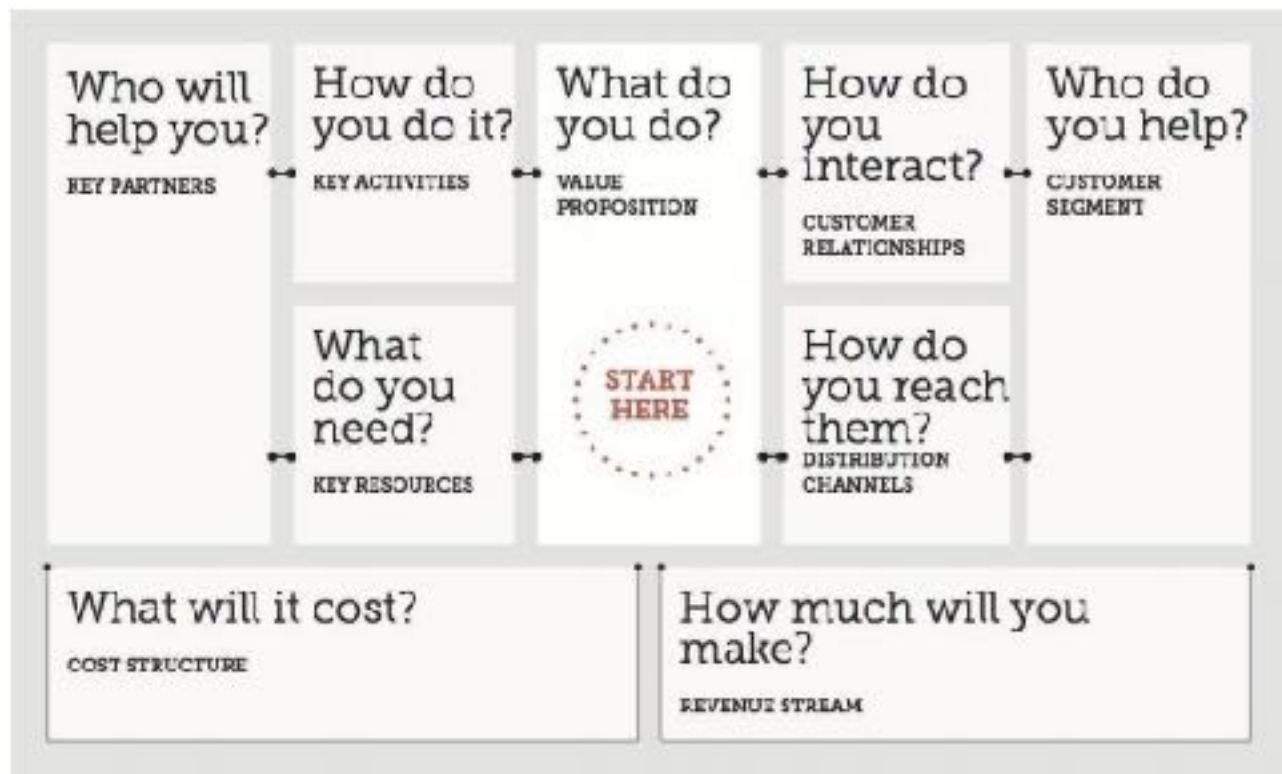 Who will
help you?
KEY PARTNERS
How do
you do it?
KEY ACTIVITIES
What do you
need?
KEY RESOURCES
What do
you do?
VALUE
PROPOSITION
START
HERE
How do
you
interact?
CUSTOMER
RELATIONSHIPS
How do
you reach
them?
DISTRIBUTION
CHANNELS
Who do
you help?
CUSTOMER
SEGMENT
What will it cost?
COST STRUCTURE
How much will you
make?
REVENUE STREAM